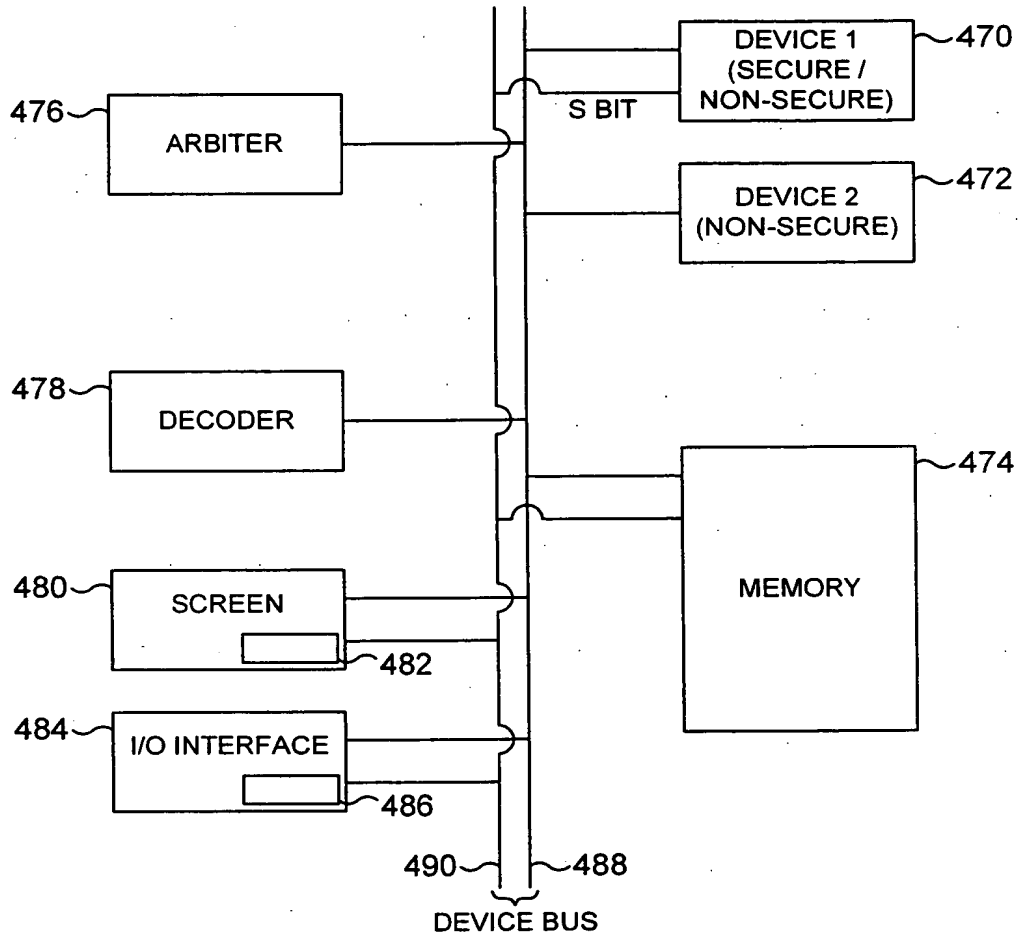 DEVICE 1
(SECURE /
NON-SECURE)
470
S BIT
476
ARBITER
DEVICE 2
(NON-SECURE)
472
478
DECODER
474
MEMORY
480
SCREEN
482
484
I/O INTERFACE
486
490
488
DEVICE BUS